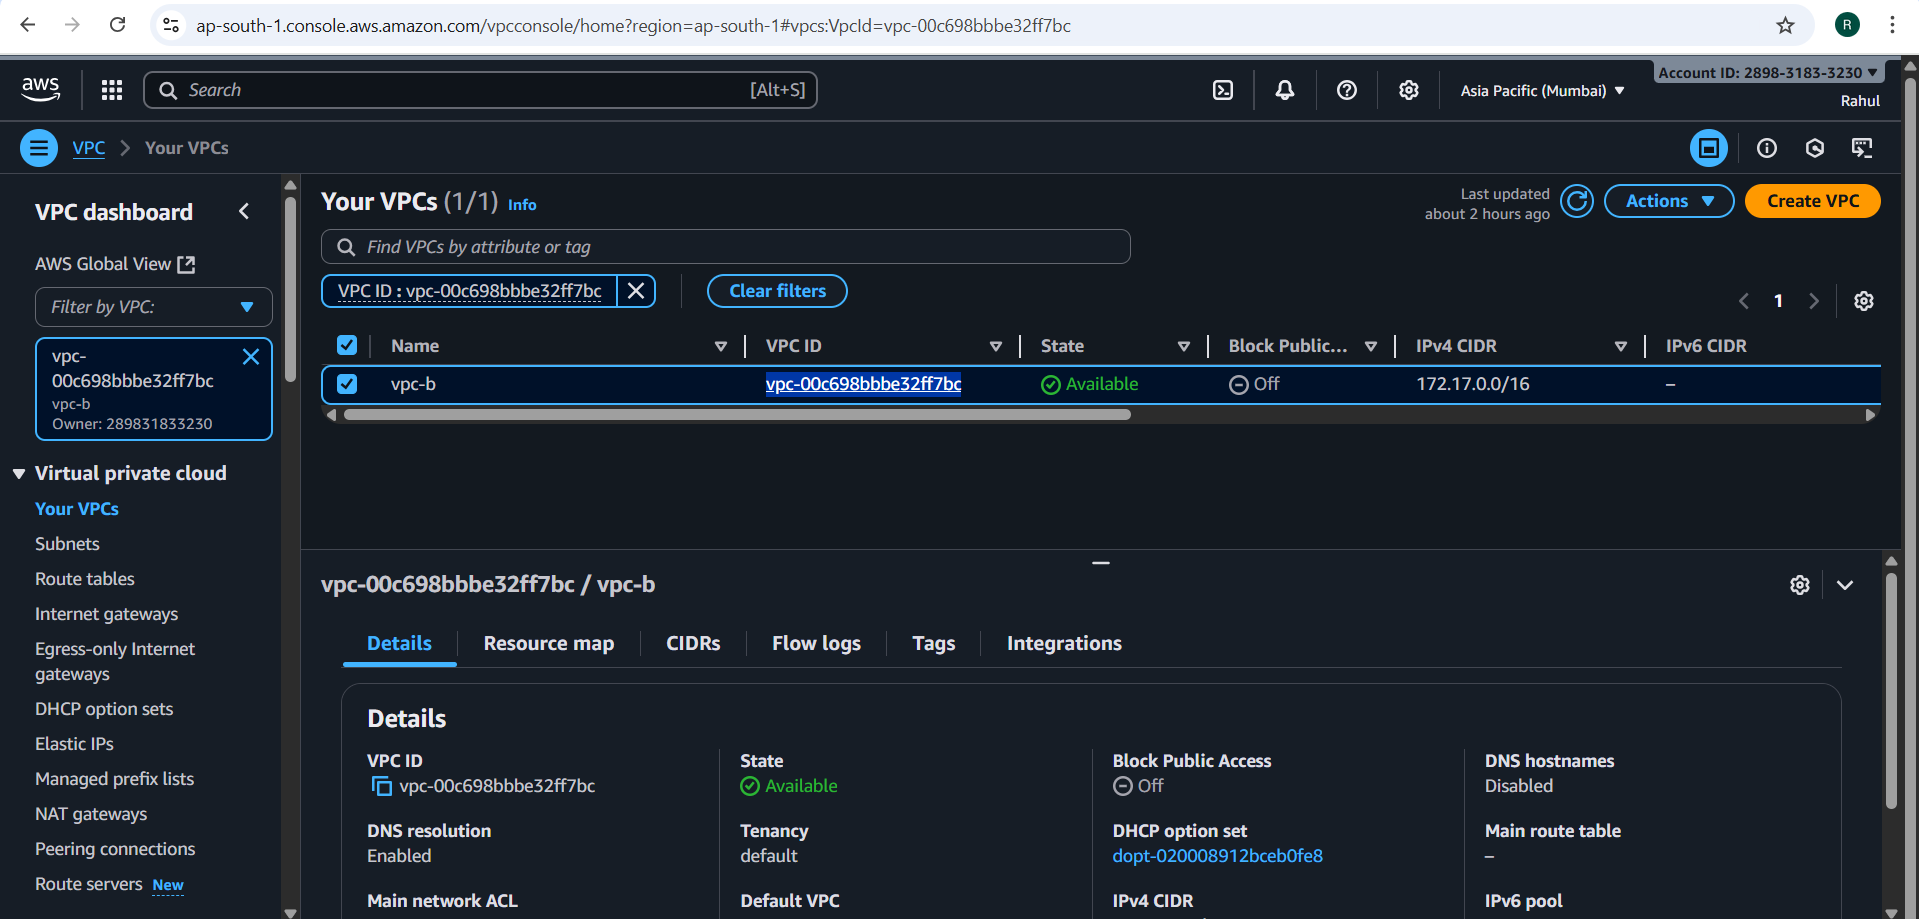 ap-south-1.console.aws.amazon.com/vpcconsole/home?region=ap-south-1#vpcs:VpcId=vpc-00c698bbbe32ff7bc
R
aws
Search
[Alt+S]
Asia Pacific (Mumbai)
Account ID: 2898-3183-3230
Rahul
VPC
Your VPCs
VPC dashboard
AWS Global View
Filter by VPC:
vpc-
00c698bbbe32ff7bc
vpc-b
Owner: 289831833230
Virtual private cloud
Your VPCs
Subnets
Route tables
Internet gateways
Egress-only Internet
gateways
DHCP option sets
Elastic IPs
Managed prefix lists
NAT gateways
Peering connections
Route servers New
Your VPCs (1/1) Info
Last updated
about 2 hours ago
Actions
Create VPC
Find VPCs by attribute or tag
VPC ID : vpc-00c698bbbe32ff7bc
Clear filters
1
Name VPC ID State Block Public... IPv4 CIDR IPv6 CIDR
vpc-b vpc-00c698bbbe32ff7bc Available Off 172.17.0.0/16 –
vpc-00c698bbbe32ff7bc / vpc-b
Details Resource map CIDRs Flow logs Tags Integrations
Details
VPC ID
vpc-00c698bbbe32ff7bc
State
Available
Block Public Access
Off
DNS hostnames
Disabled
DNS resolution
Enabled
Tenancy
default
DHCP option set
dopt-020008912bceb0fe8
Main route table
–
Main network ACL
Default VPC
IPv4 CIDR
IPv6 pool